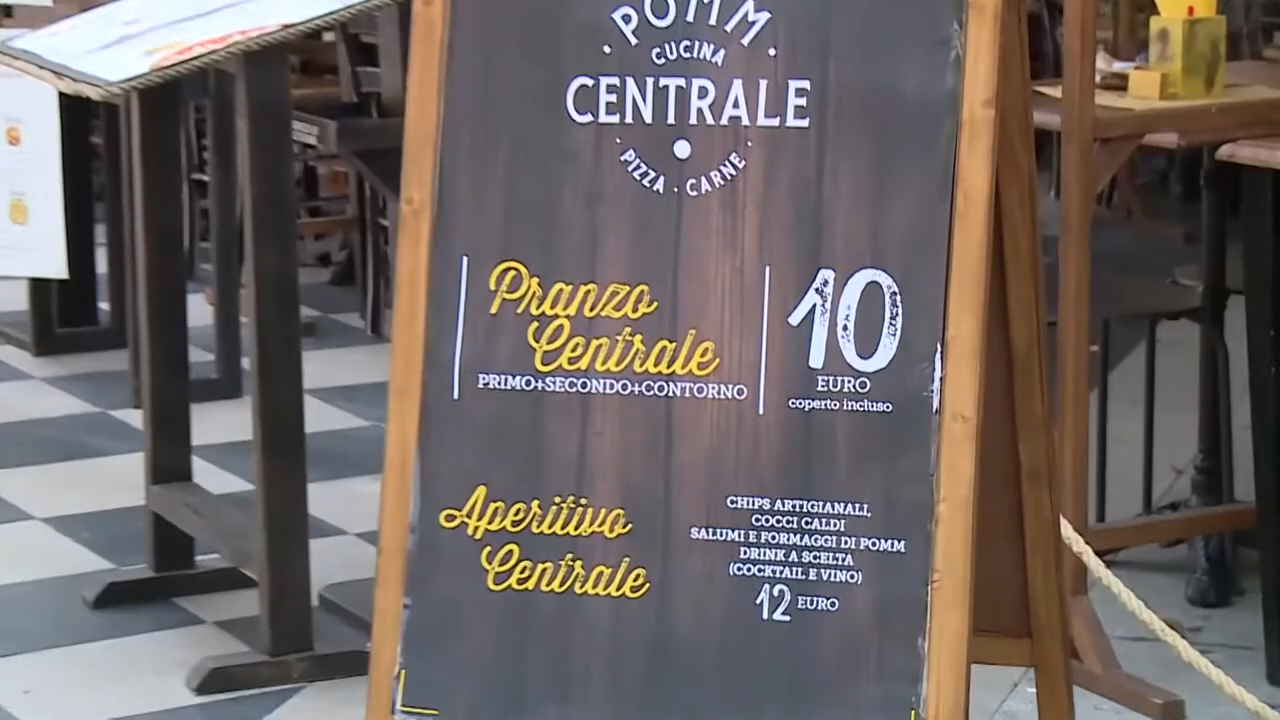 POMM
CUCINA
CENTRALE
PIZZA · CARNE
Pranzo
Centrale
PRIMO+SECONDO+CONTORNO
10
EURO
coperto incluso
Aperitivo
Centrale
CHIPS ARTIGIANALI,
COCCI CALDI
SALUMI E FORMAGGI DI POMM
DRINK A SCELTA
(COCKTAIL E VINO)
12 EURO